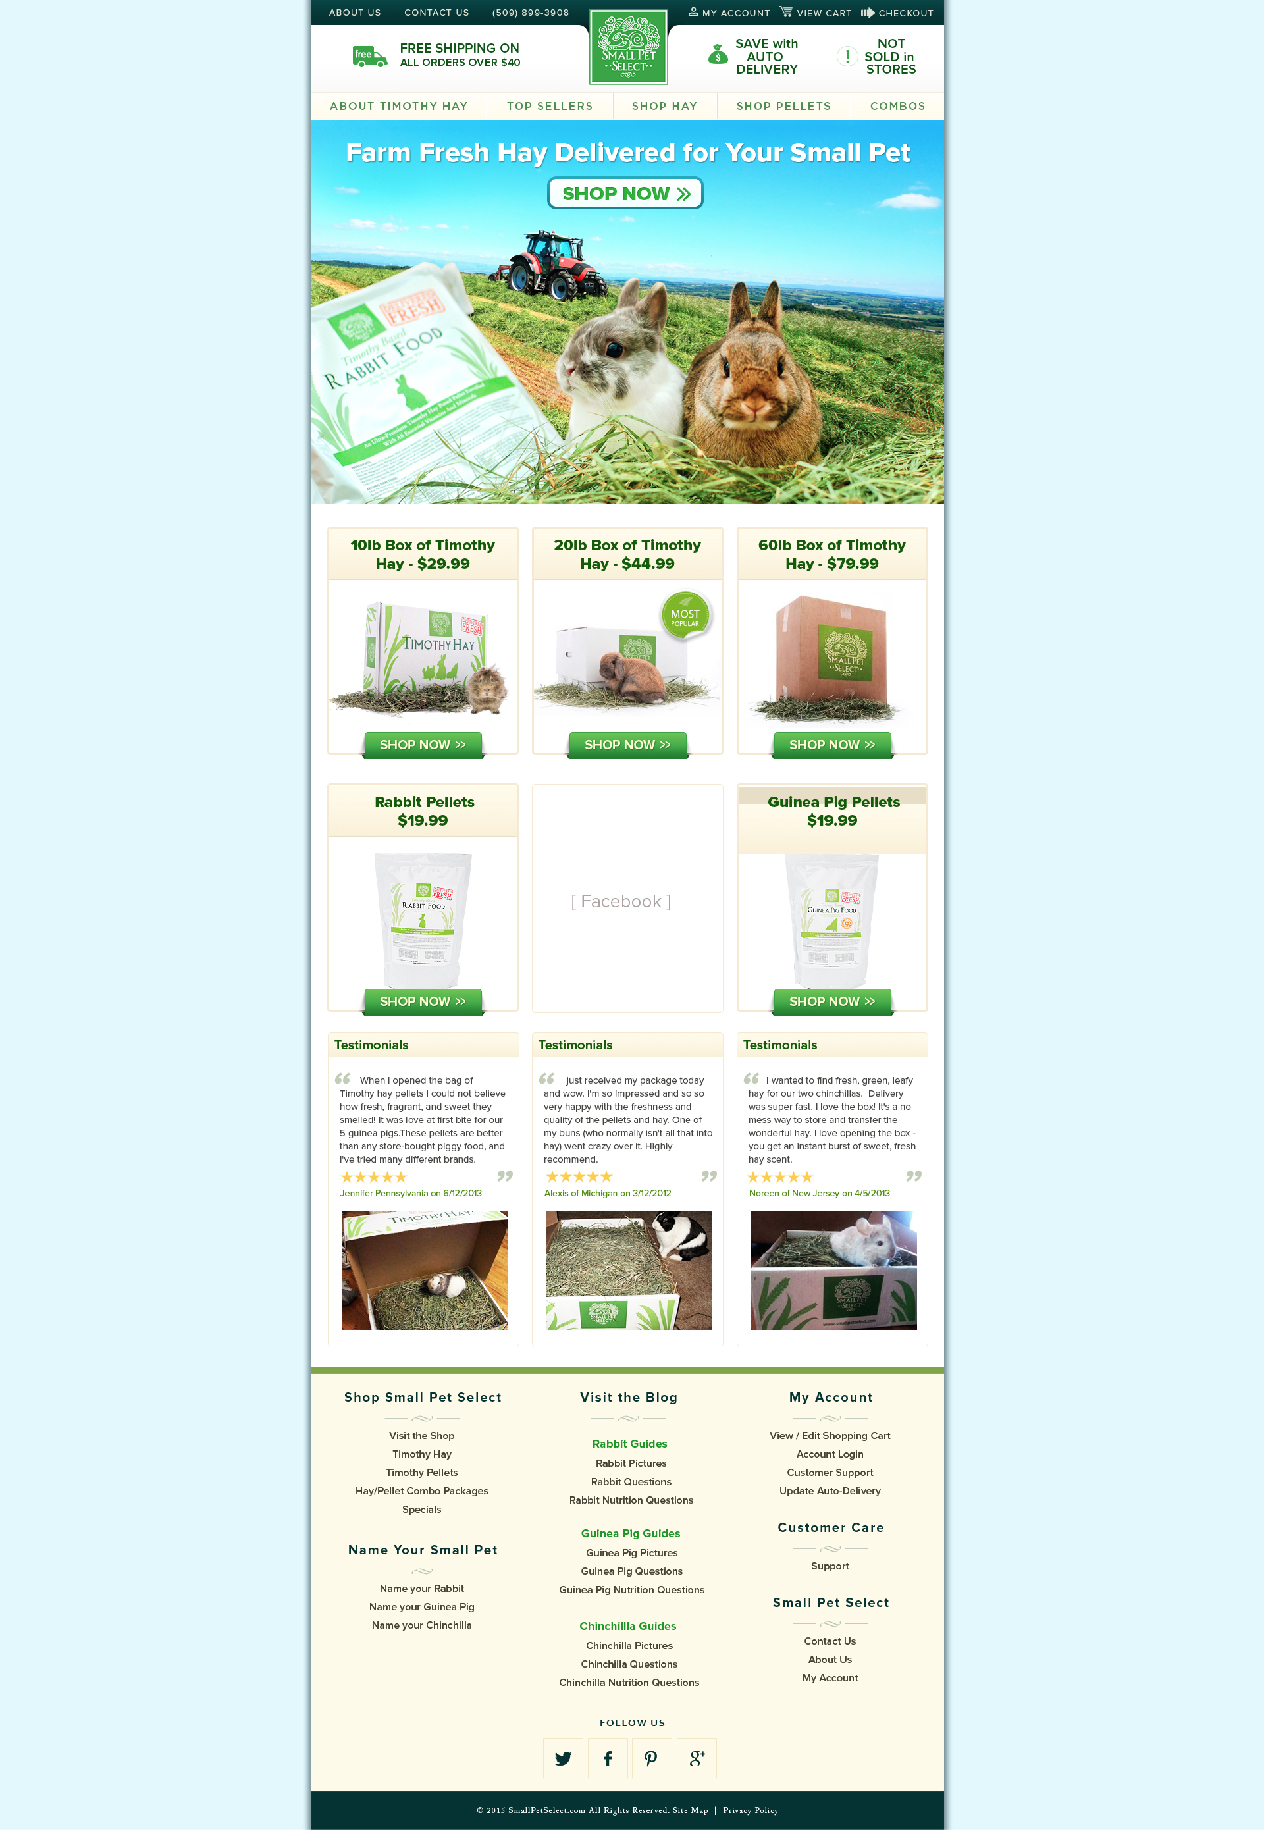 ABOUT US
CONTACT US
(509) 899-3908
MY ACCOUNT
VIEW CART
CHECKOUT
free
FREE SHIPPING ON
ALL ORDERS OVER $40
SMALL PET
SELECT
SAVE with
AUTO
DELIVERY
NOT
SOLD in
STORES
ABOUT TIMOTHY HAY
TOP SELLERS
SHOP HAY
SHOP PELLETS
COMBOS
Farm Fresh Hay Delivered for Your Small Pet
SHOP NOW
FRESH
Timothy Based
RABBIT FOOD
10lb Box of Timothy
Hay - $29.99
20lb Box of Timothy
Hay - $44.99
60lb Box of Timothy
Hay - $79.99
FRESH
TIMOTHY HAY
MOST
POPULAR
SMALL PET
SELECT
SHOP NOW >>
SHOP NOW >>
SHOP NOW >>
Rabbit Pellets
$19.99
Guinea Pig Pellets
$19.99
FRESH
RABBIT FOOD
[ Facebook ]
FRESH
GUINEA PIG FOOD
SHOP NOW >>
SHOP NOW >>
Testimonials
“ When I opened the bag of
Timothy hay pellets I could not believe
how fresh, fragrant, and sweet they
smelled! It was love at first bite for our
5 guinea pigs.These pellets are better
than any store-bought piggy food, and
I've tried many different brands.
”
Jennifer Pennsylvania on 6/12/2013
TIMOTHY HAY
Testimonials
“ Just received my package today
and wow. I'm so impressed and so so
very happy with the freshness and
quality of the pellets and hay. One of
my buns (who normally isn't all that into
hay) went crazy over it. Highly
recommend.
”
Alexis of Michigan on 3/12/2012
SMALL PET
SELECT
Testimonials
“ I wanted to find fresh, green, leafy
hay for our two chinchillas.  Delivery
was super fast. I love the box! It's a no
mess way to store and transfer the
wonderful hay. I love opening the box -
you get an instant burst of sweet, fresh
hay scent.
”
Noreen of New Jersey on 4/5/2013
SMALL PET
SELECT
Shop Small Pet Select
Visit the Shop
Timothy Hay
Timothy Pellets
Hay/Pellet Combo Packages
Specials
Name Your Small Pet
Name your Rabbit
Name your Guinea Pig
Name your Chinchilla
Visit the Blog
Rabbit Guides
Rabbit Pictures
Rabbit Questions
Rabbit Nutrition Questions
Guinea Pig Guides
Guinea Pig Pictures
Guinea Pig Questions
Guinea Pig Nutrition Questions
Chinchillla Guides
Chinchilla Pictures
Chinchilla Questions
Chinchilla Nutrition Questions
My Account
View / Edit Shopping Cart
Account Login
Customer Support
Update Auto-Delivery
Customer Care
Support
Small Pet Select
Contact Us
About Us
My Account
FOLLOW US
© 2015 SmallPetSelect.com All Rights Reserved. Site Map | Privacy Policy